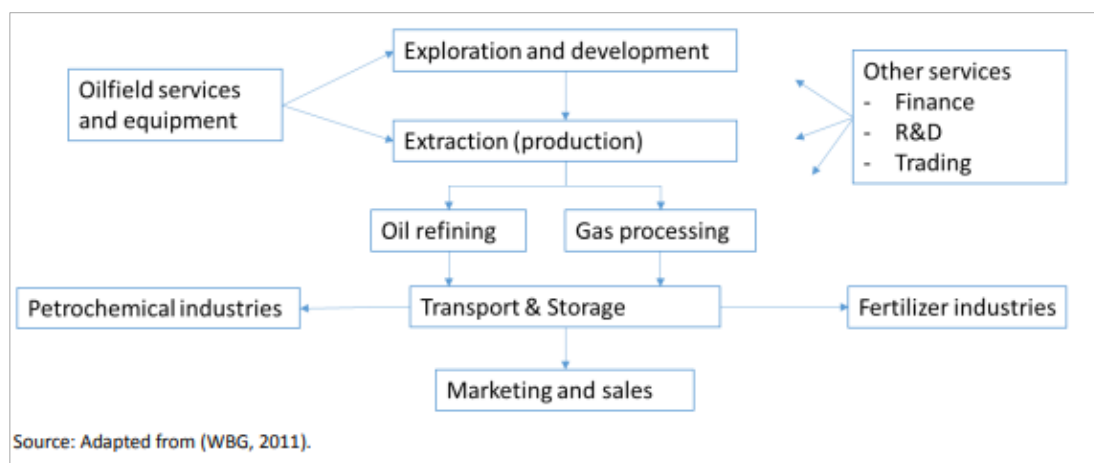 Exploration and development
Oilfield services
and equipment
Other services
- Finance
- R&D
- Trading
Extraction (production)
Oil refining
Gas processing
Petrochemical industries
Transport & Storage
Fertilizer industries
Marketing and sales
Source: Adapted from (WBG, 2011).